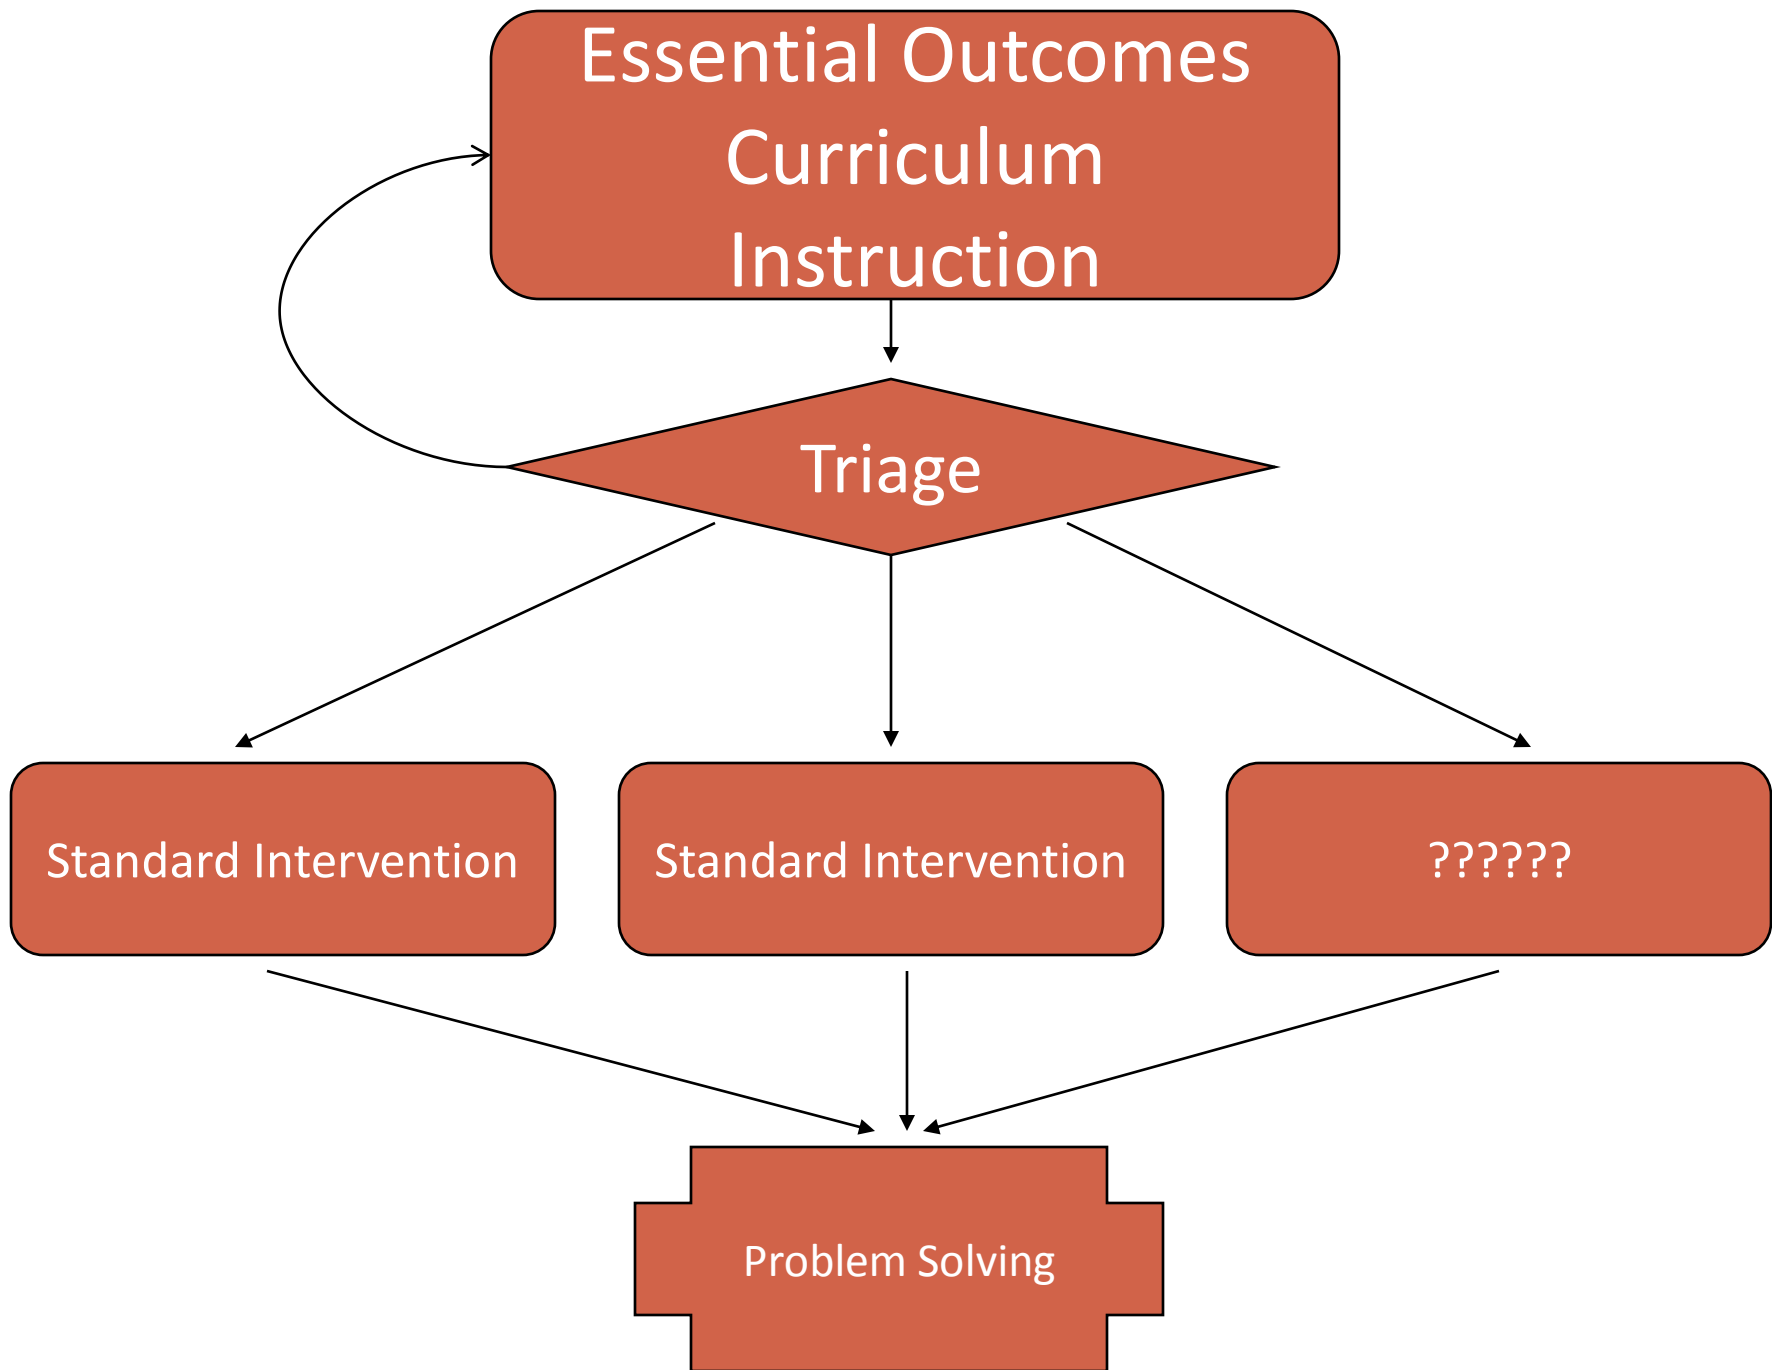 Essential Outcomes
Curriculum
Instruction
Triage
Standard Intervention
Standard Intervention
??????
Problem Solving